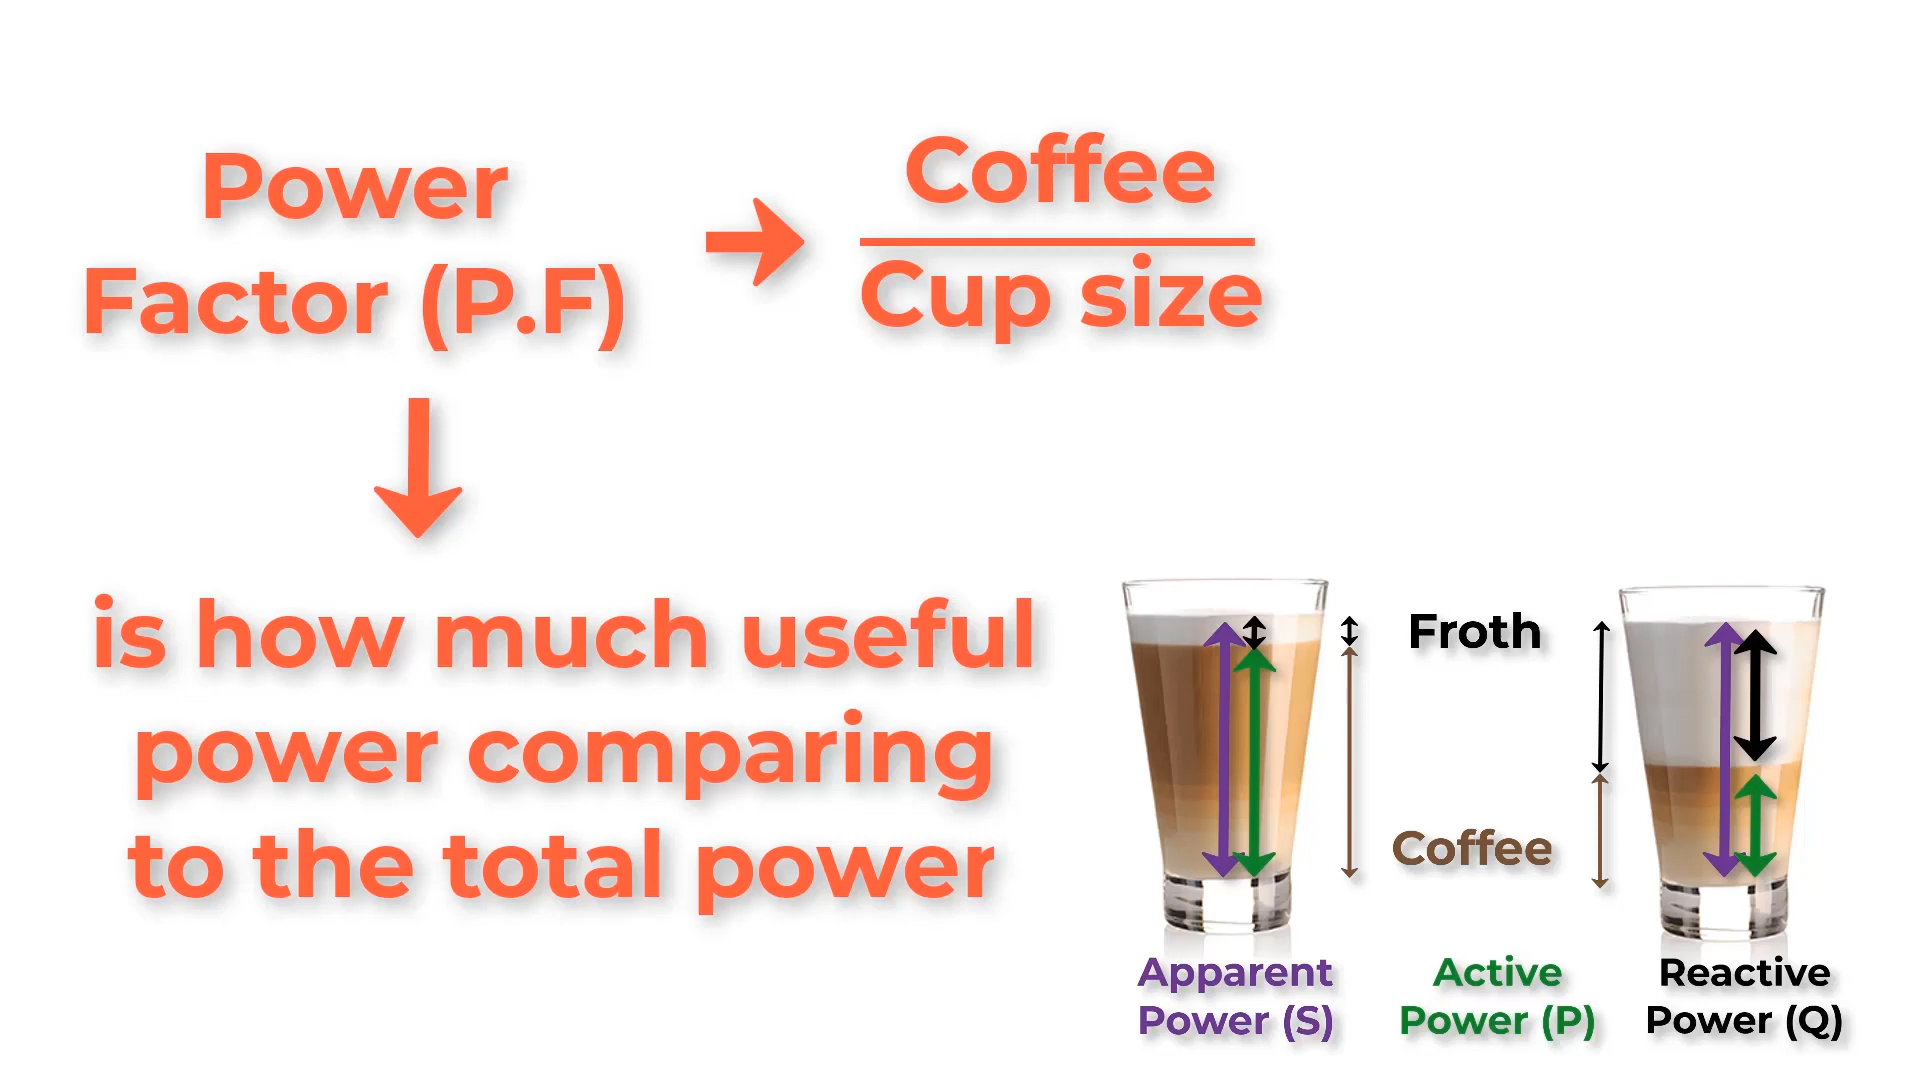 Power
Factor (P.F)
Coffee
Cup size
is how much useful
power comparing
to the total power
Froth
Coffee
Apparent
Power (S)
Active
Power (P)
Reactive
Power (Q)